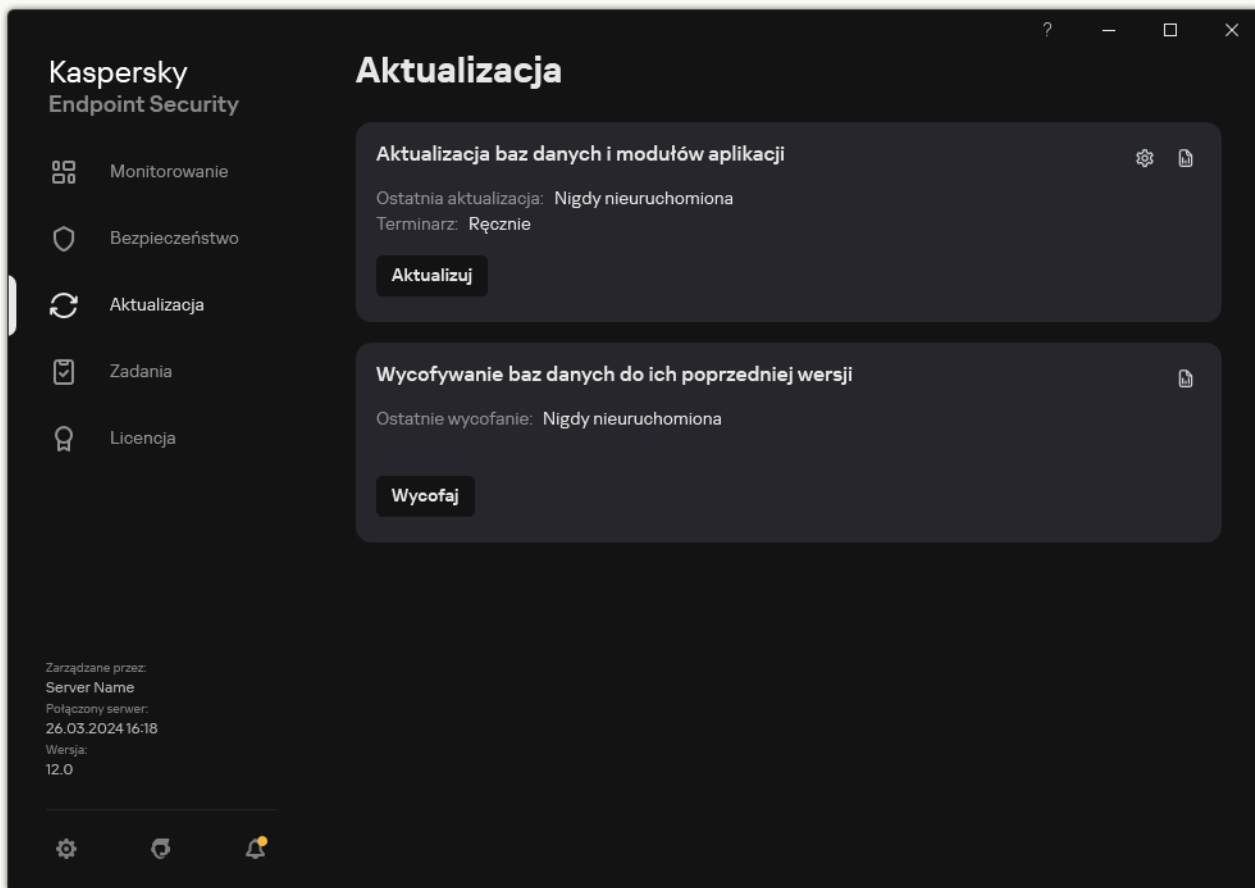 ?
Kaspersky
Endpoint Security
Monitorowanie
Bezpieczeństwo
Aktualizacja
Zadania
Licencja
Zarządzane przez:
Server Name
Połączony serwer:
26.03.2024 16:18
Wersja:
12.0
Aktualizacja
Aktualizacja baz danych i modułów aplikacji
Ostatnia aktualizacja: Nigdy nieuruchomiona
Terminarz: Ręcznie
Aktualizuj
Wycofywanie baz danych do ich poprzedniej wersji
Ostatnie wycofanie: Nigdy nieuruchomiona
Wycofaj